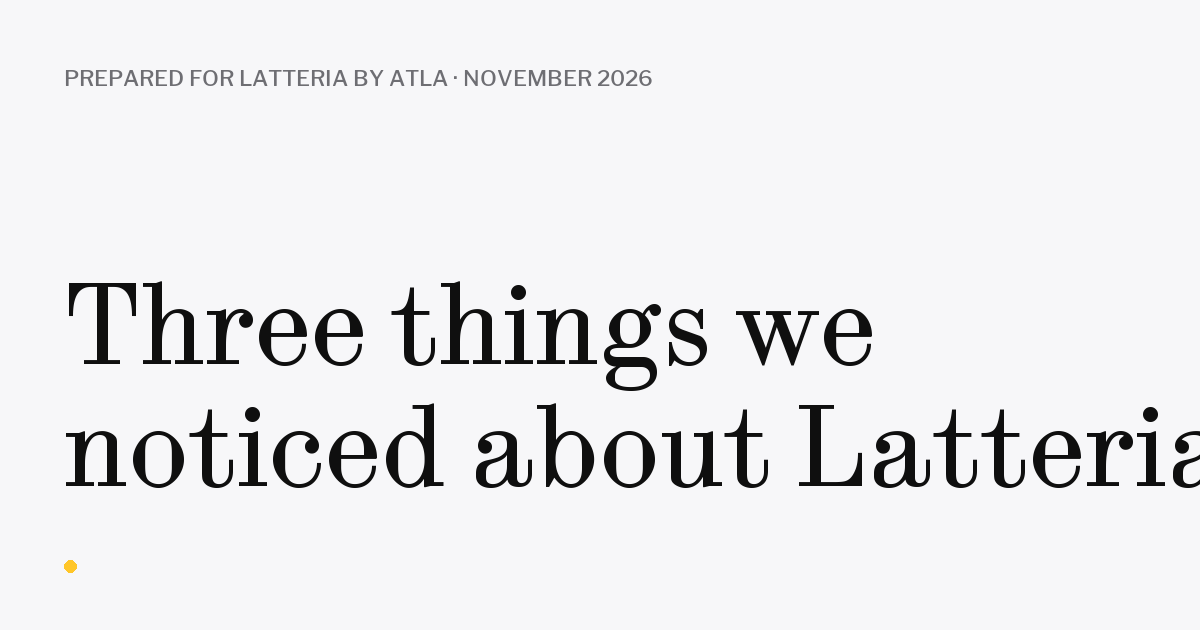 PREPARED FOR LATTERIA BY ATLA · NOVEMBER 2026
Three things we
noticed about Latteria